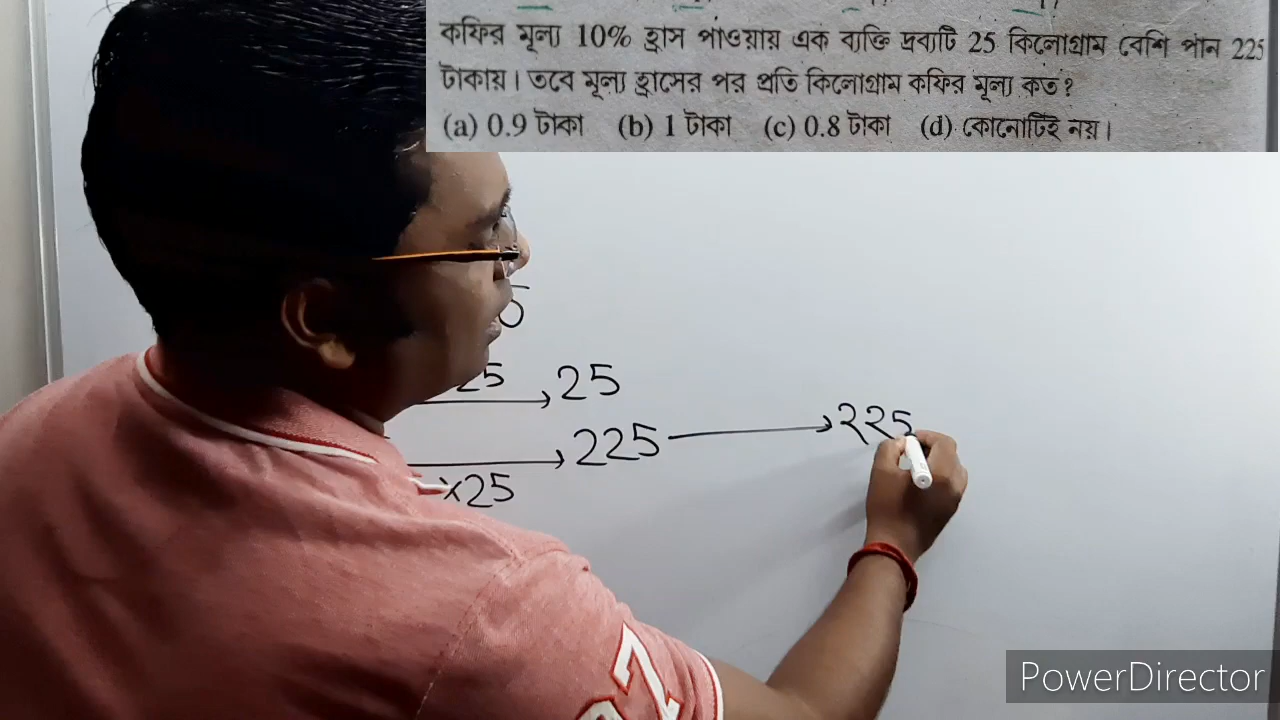 কফির মূল্য 10% হ্রাস পাওয়ায় এক ব্যক্তি দ্রব্যটি 25 কিলোগ্রাম বেশি পান 225
টাকায়। তবে মূল্য হ্রাসের পর প্রতি কিলোগ্রাম কফির মূল্য কত?
(a) 0.9 টাকা (b) 1 টাকা (c) 0.8 টাকা (d) কোনোটিই নয়।
25 → 25
→ 225 → 225
×25
PowerDirector